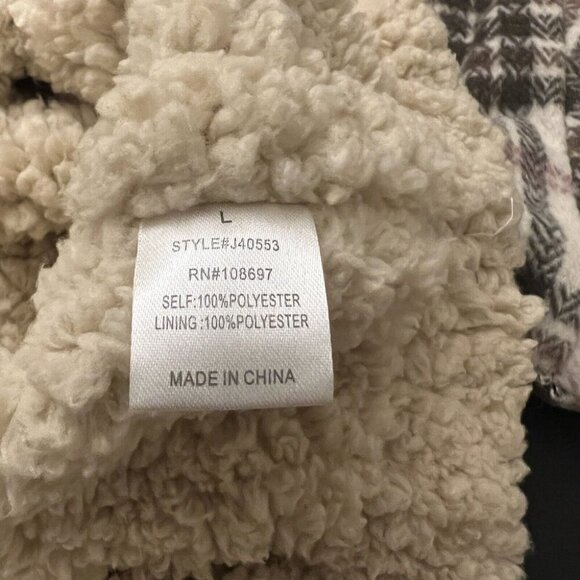 L
STYLE#J40553
RN#108697
SELF:100%POLYESTER
LINING :100%POLYESTER
MADE IN CHINA